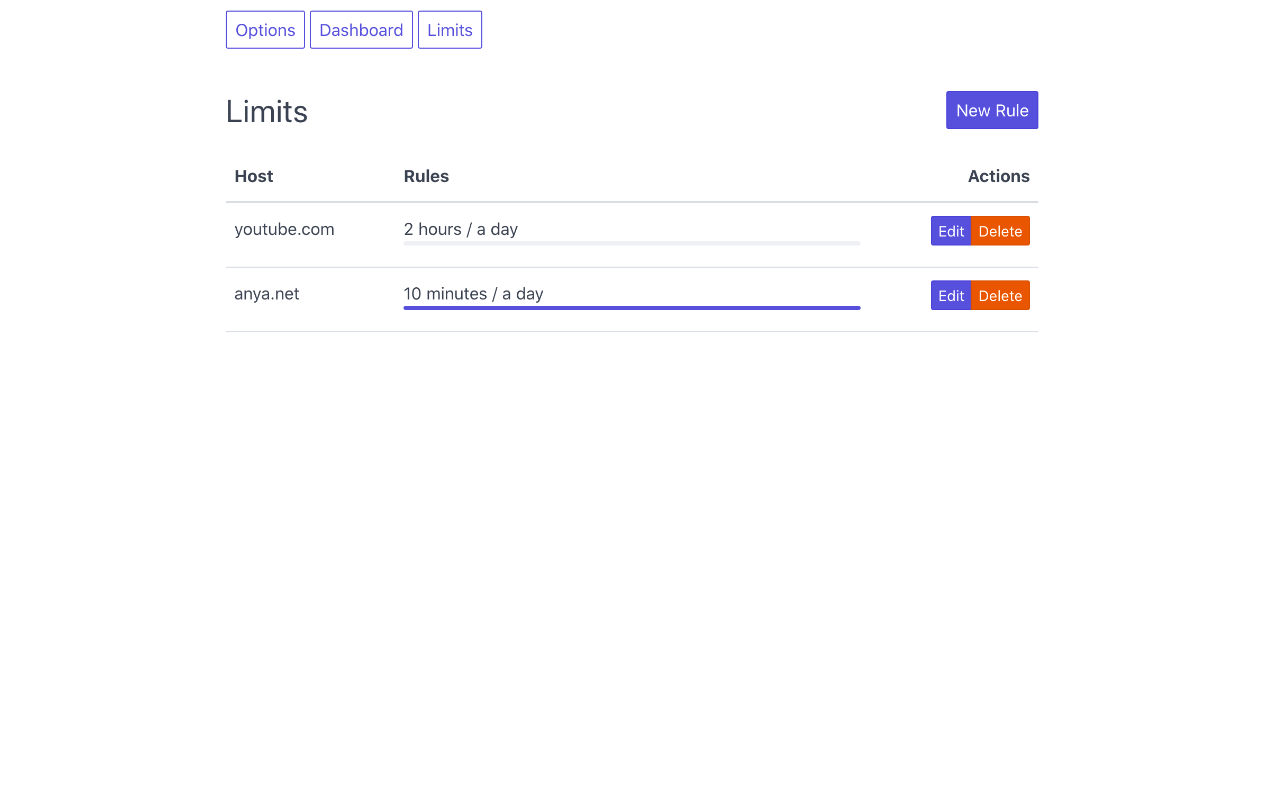 Options Dashboard Limits
Limits New Rule
Host Rules Actions
youtube.com 2 hours / a day Edit Delete
anya.net 10 minutes / a day Edit Delete